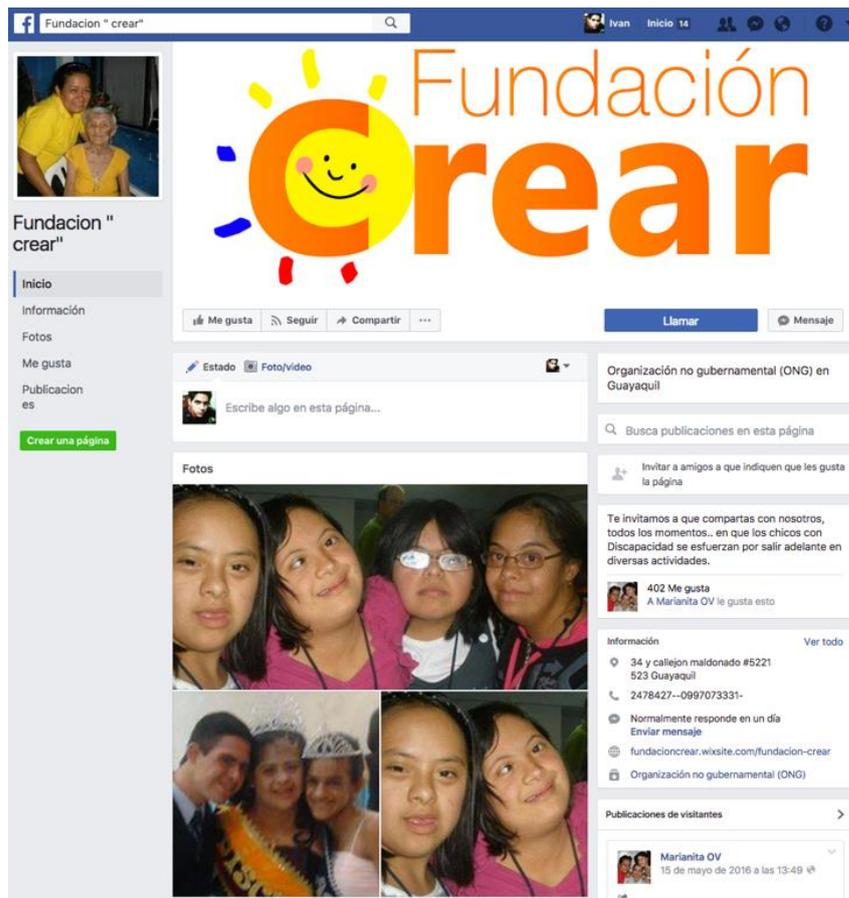 Fundacion " crear"
Ivan
Inicio 14
Fundación
Crear
Fundacion "
crear"
Inicio
Información
Fotos
Me gusta
Publicacion
es
Crear una página
Me gusta
Seguir
Compartir
...
Llamar
Mensaje
Estado
Foto/video
Escribe algo en esta página...
Fotos
Organización no gubernamental (ONG) en
Guayaquil
Busca publicaciones en esta página
Invitar a amigos a que indiquen que les gusta
la página
Te invitamos a que compartas con nosotros,
todos los momentos.. en que los chicos con
Discapacidad se esfuerzan por salir adelante en
diversas actividades.
402 Me gusta
A Marianita OV le gusta esto
Información
Ver todo
34 y callejon maldonado #5221
523 Guayaquil
2478427--0997073331-
Normalmente responde en un día
Enviar mensaje
fundacioncrear.wixsite.com/fundacion-crear
Organización no gubernamental (ONG)
Publicaciones de visitantes
Marianita OV
15 de mayo de 2016 a las 13:49